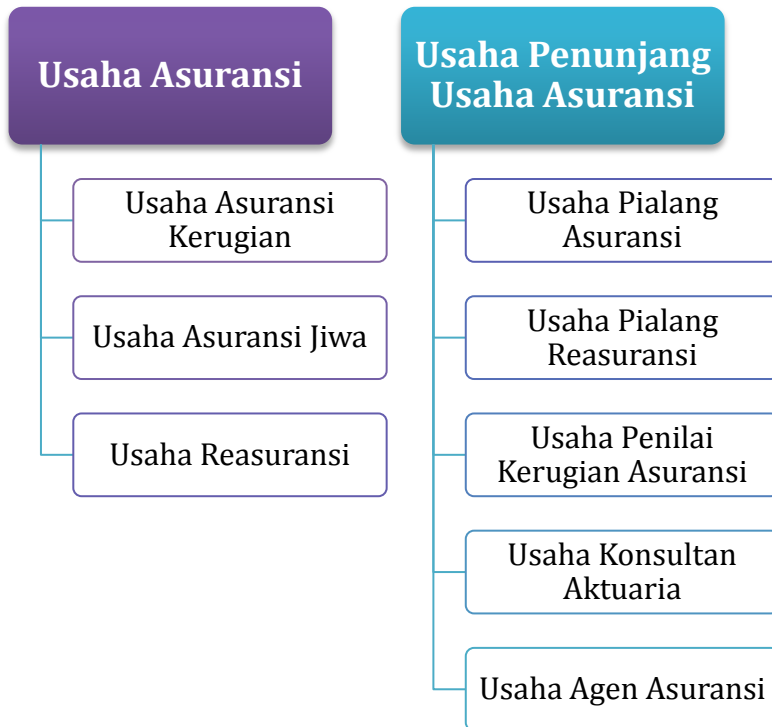 Usaha Asuransi
Usaha Asuransi
Kerugian
Usaha Asuransi Jiwa
Usaha Reasuransi
Usaha Penunjang
Usaha Asuransi
Usaha Pialang
Asuransi
Usaha Pialang
Reasuransi
Usaha Penilai
Kerugian Asuransi
Usaha Konsultan
Aktuaria
Usaha Agen Asuransi